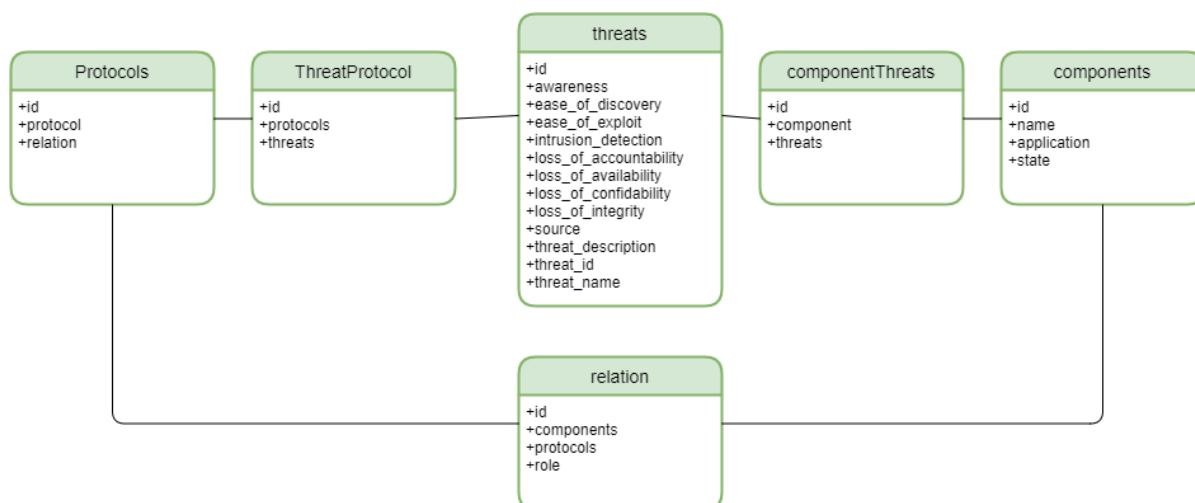 Protocols
+id
+protocol
+relation
ThreatProtocol
+id
+protocols
+threats
threats
+id
+awareness
+ease_of_discovery
+ease_of_exploit
+intrusion_detection
+loss_of_accountability
+loss_of_availability
+loss_of_confidability
+loss_of_integrity
+source
+threat_description
+threat_id
+threat_name
componentThreats
+id
+component
+threats
components
+id
+name
+application
+state
relation
+id
+components
+protocols
+role